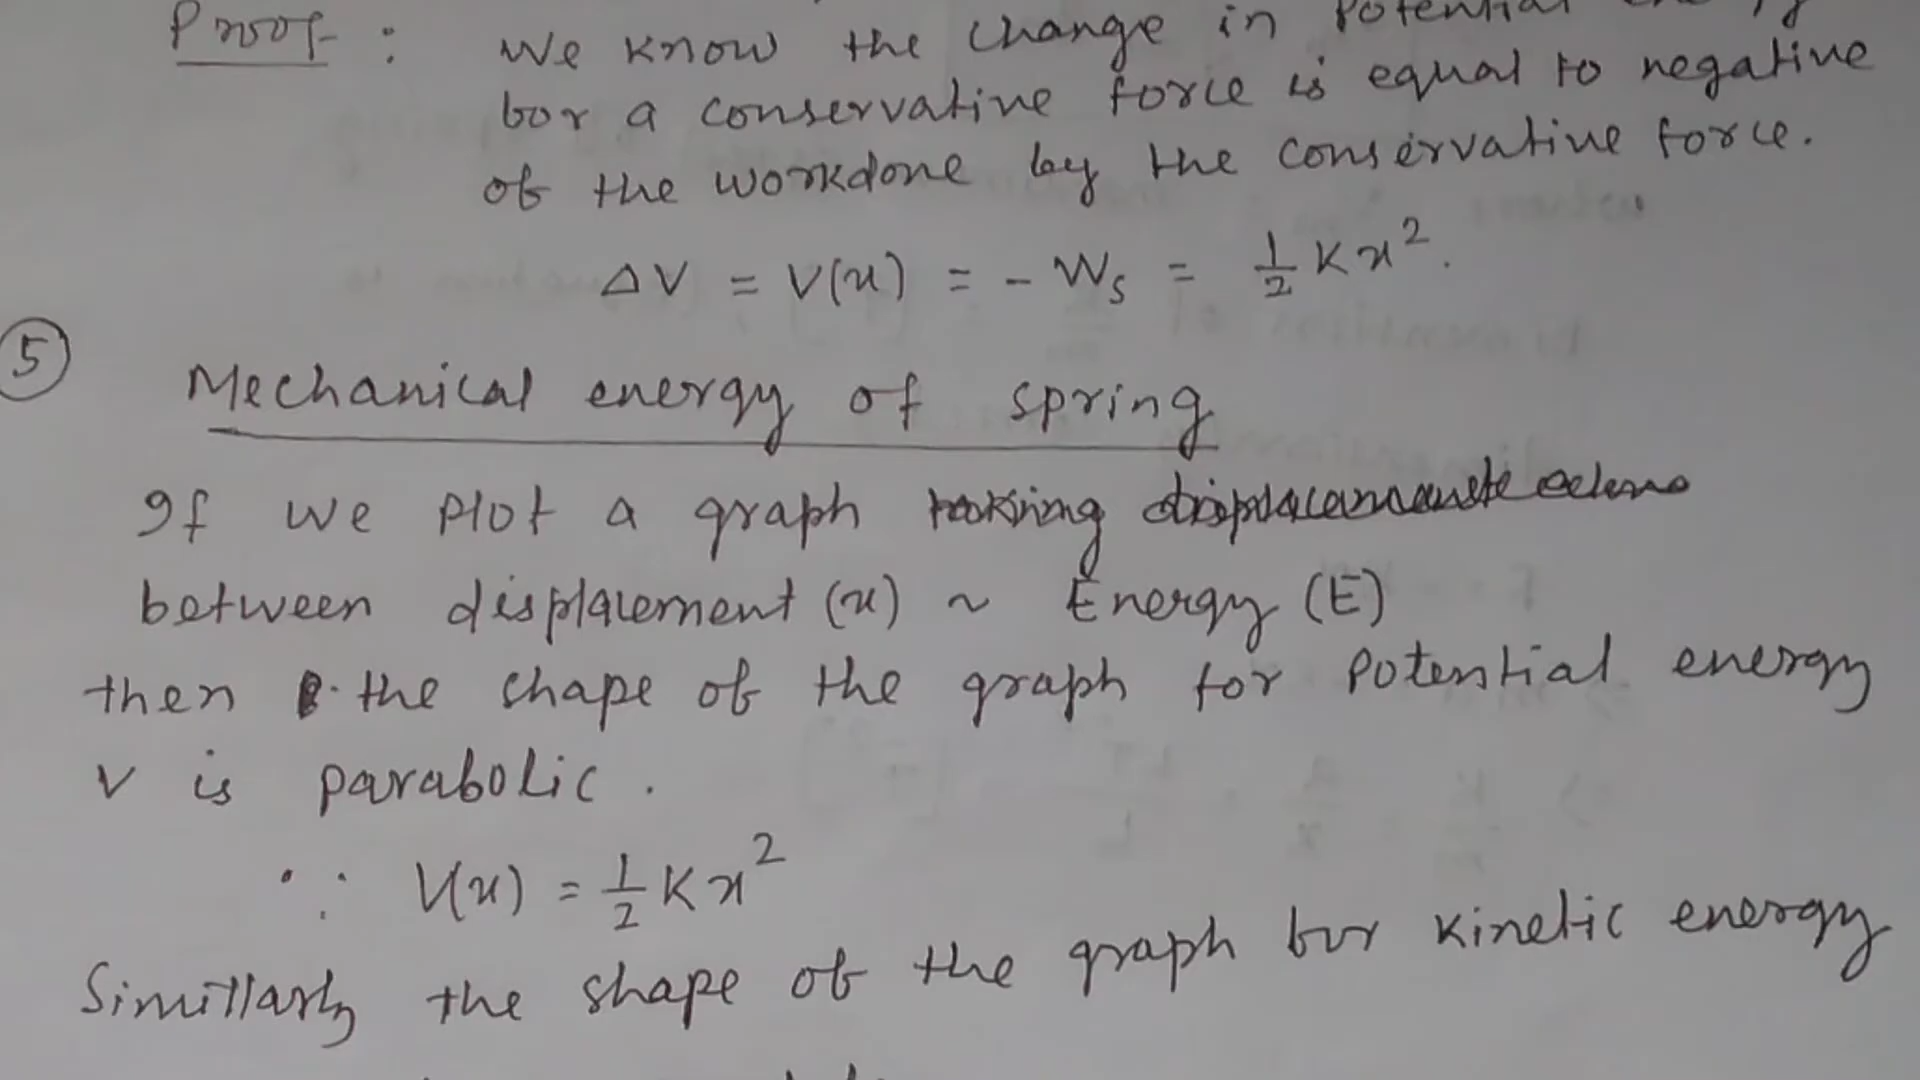 Proof : We know the change in Potential
for a conservative force is equal to negative
of the workdone by the conservative force.
ΔV = V(x) = - Ws = 1/2 Kx².
5 Mechanical energy of spring
If we plot a graph
between displacement (x) ~ Energy (E)
then the shape of the graph for Potential energy
V is parabolic.
∵ V(x) = 1/2 Kx²
Simillarly the shape of the graph for kinetic energy